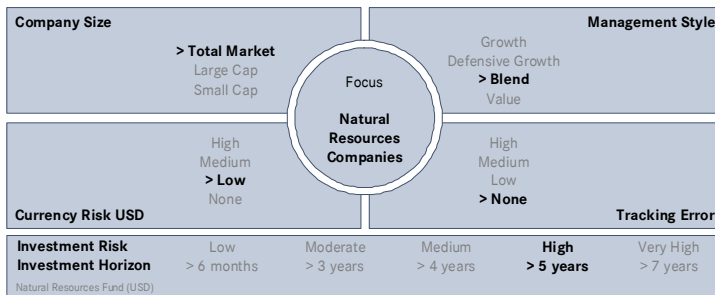 Company Size
> Total Market
Large Cap
Small Cap
Management Style
Growth
Defensive Growth
> Blend
Value
Focus
Natural
Resources
Companies
High
Medium
> Low
None
Currency Risk USD
High
Medium
Low
> None
Tracking Error
Investment Risk Low Moderate Medium High Very High
Investment Horizon > 6 months > 3 years > 4 years > 5 years > 7 years
Natural Resources Fund (USD)